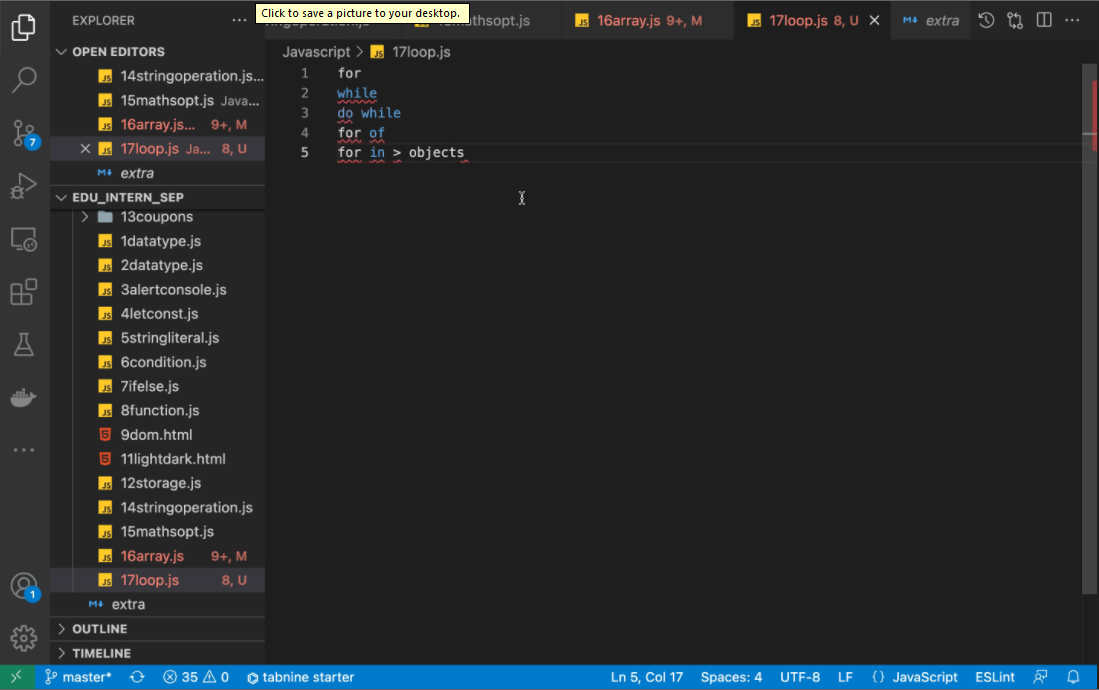 EXPLORER
Click to save a picture to your desktop.
mathsopt.js
16array.js 9+, M
17loop.js 8, U
extra
OPEN EDITORS
14stringoperation.js...
15mathsopt.js Java...
16array.js... 9+, M
17loop.js Ja... 8, U
extra
EDU_INTERN_SEP
13coupons
1datatype.js
2datatype.js
3alertconsole.js
4letconst.js
5stringliteral.js
6condition.js
7ifelse.js
8function.js
9dom.html
11lightdark.html
12storage.js
14stringoperation.js
15mathsopt.js
16array.js 9+, M
17loop.js 8, U
extra
OUTLINE
TIMELINE
7
1
Javascript > JS 17loop.js
1 for
2 while
3 do while
4 for of
5 for in > objects
master* 35 0 tabnine starter Ln 5, Col 17 Spaces: 4 UTF-8 LF {} JavaScript ESLint